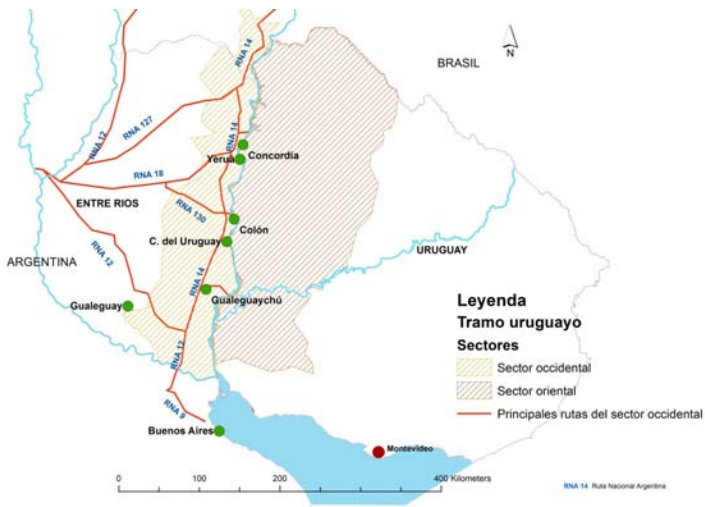 RNA 14
BRASIL
N
RNA 127
RNA 12
RNA 14
Concordia
Yeruá
RNA 18
ENTRE RIOS
RNA 130
Colón
C. del Uruguay
URUGUAY
ARGENTINA
RNA 12
RNA 14
Gualeguaychú
Gualeguay
Leyenda
Tramo uruguayo
Sectores
Sector occidental
Sector oriental
Principales rutas del sector occidental
RNA 12
RNA 9
Buenos Aires
Montevideo
0 100 200 400 Kilometers
RNA 14 Ruta Nacional Argentina